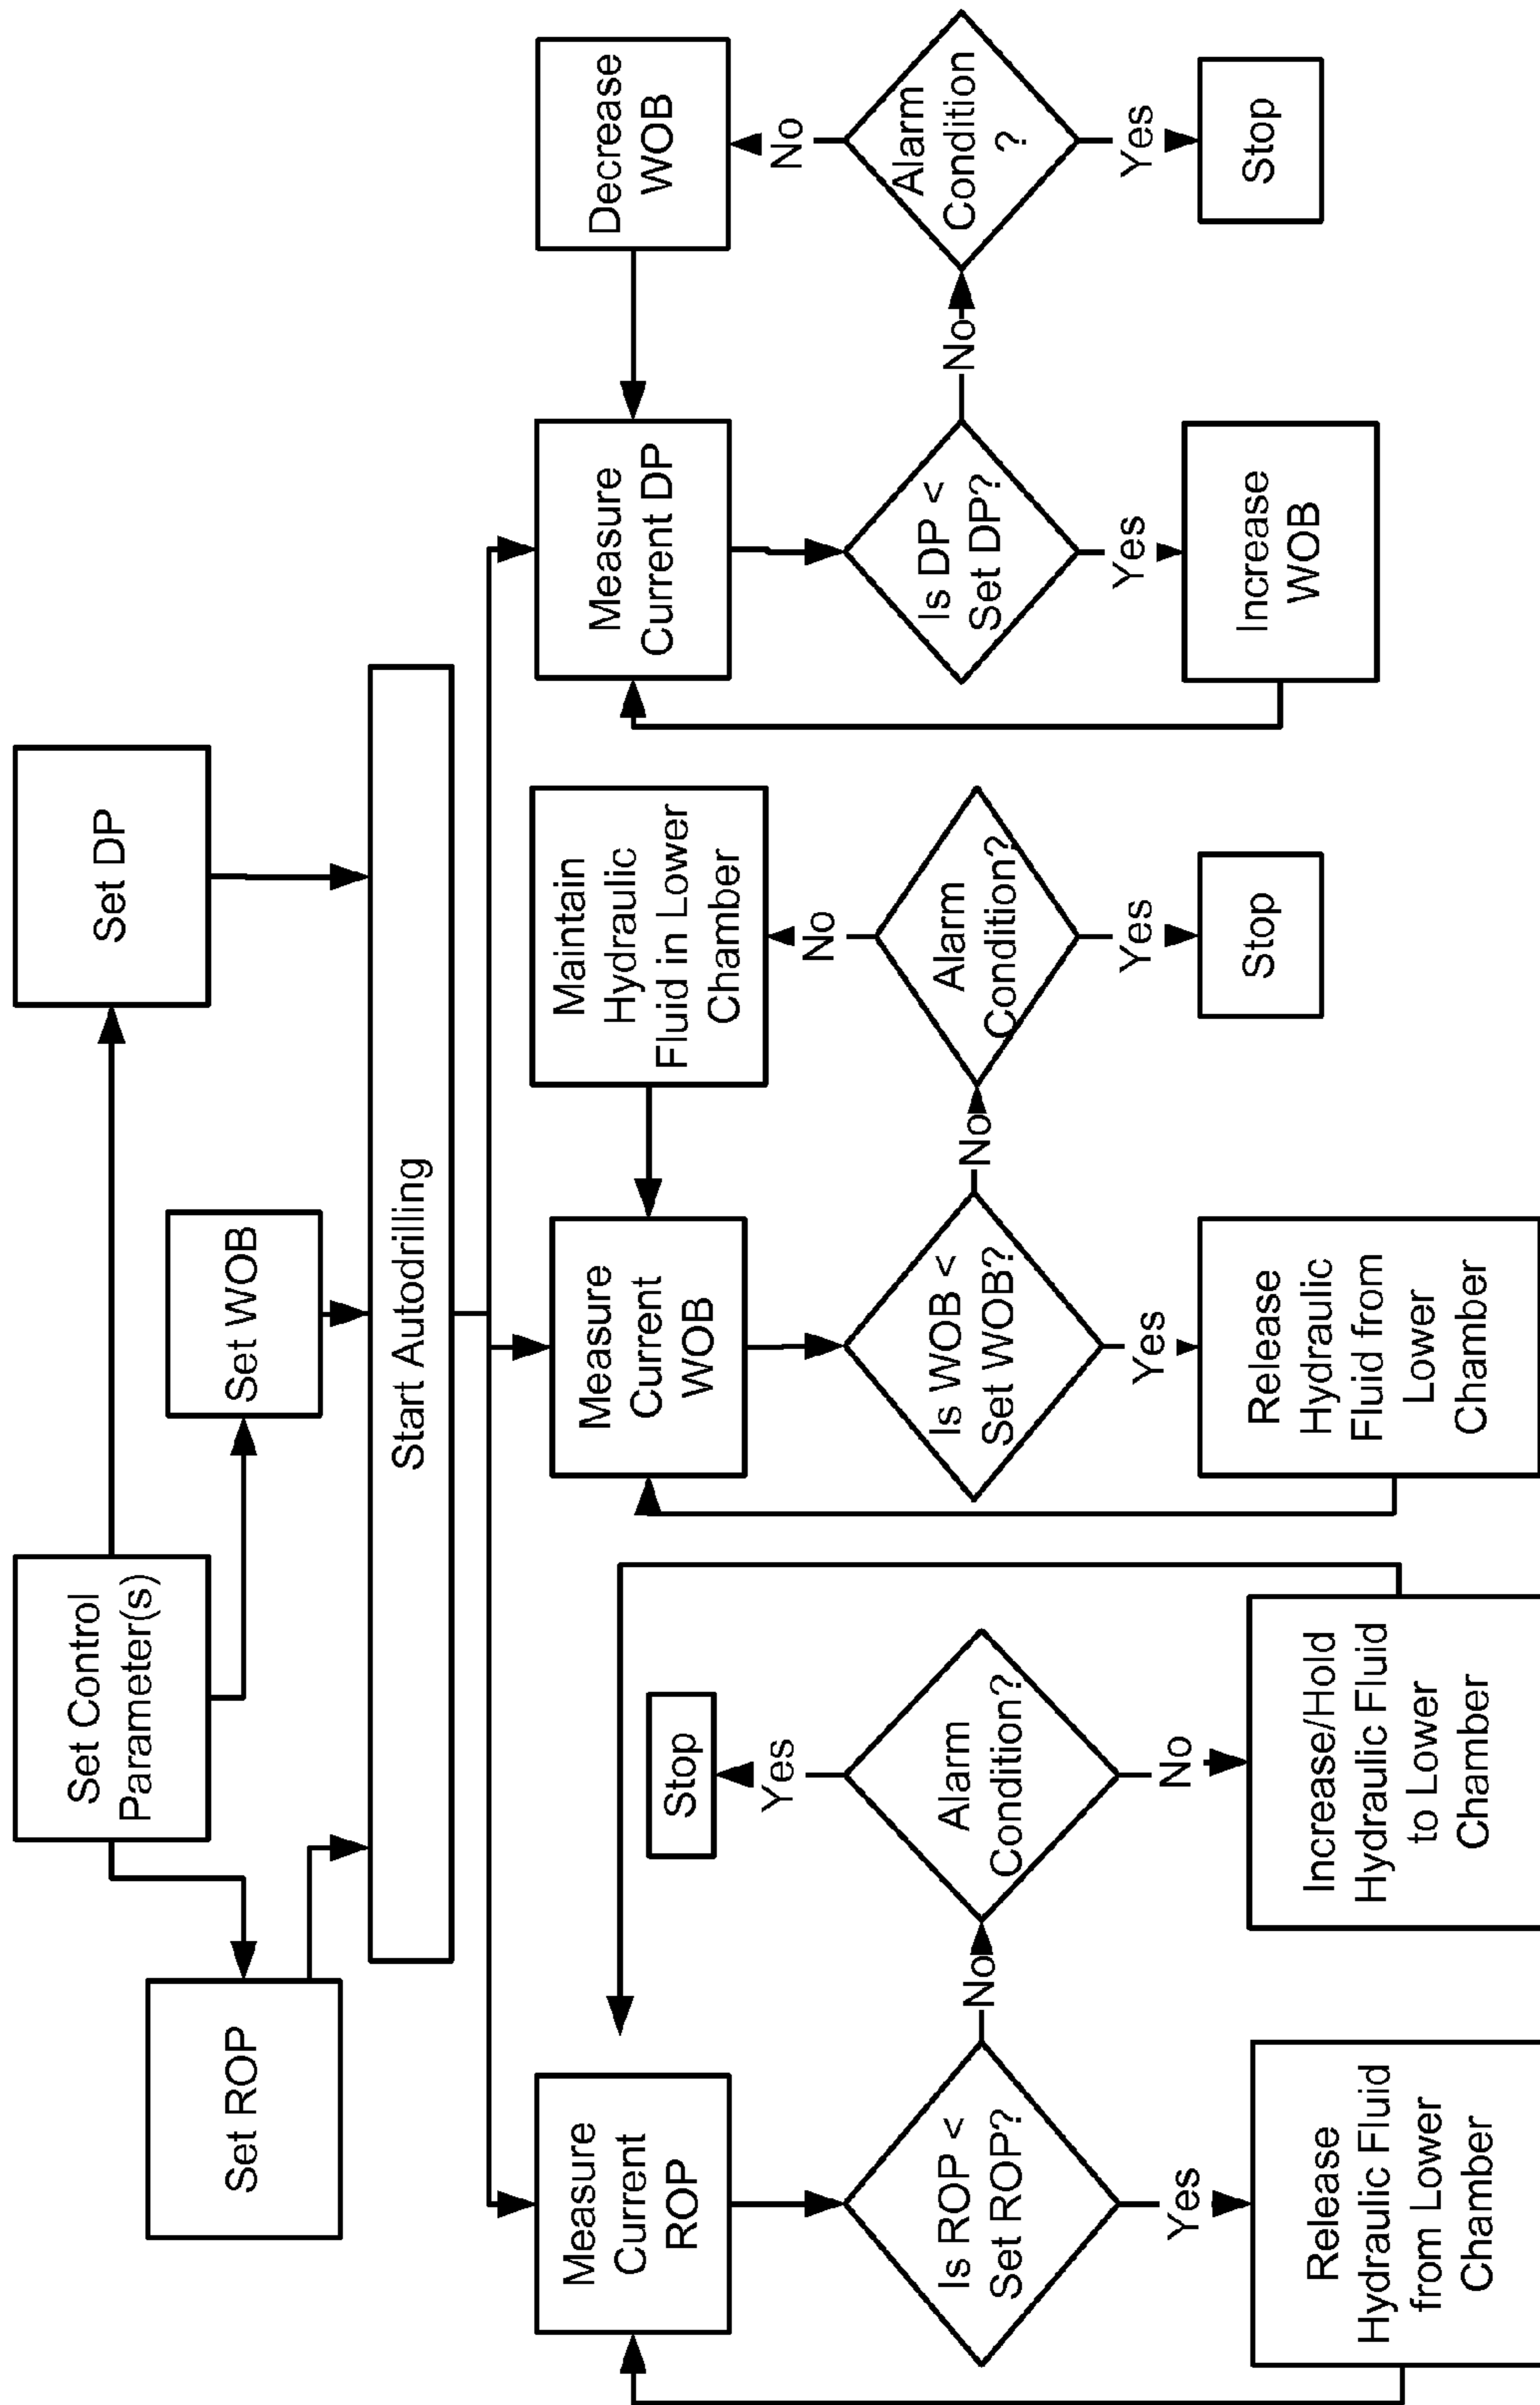 Set Control
Parameter(s)
Set DP
Set WOB
Set ROP
Start Autodrilling
Measure
Current
ROP
Is ROP <
Set ROP?
Yes
Release
Hydraulic Fluid
from Lower
Chamber
No
Alarm
Condition?
Yes
Stop
No
Increase/Hold
Hydraulic Fluid
to Lower
Chamber
Measure
Current
WOB
Is WOB <
Set WOB?
Yes
Release
Hydraulic
Fluid from
Lower
Chamber
No
Alarm
Condition?
No
Maintain
Hydraulic
Fluid in Lower
Chamber
Yes
Stop
Measure
Current DP
Is DP <
Set DP?
Yes
Increase
WOB
No
Alarm
Condition
?
No
Decrease
WOB
Yes
Stop